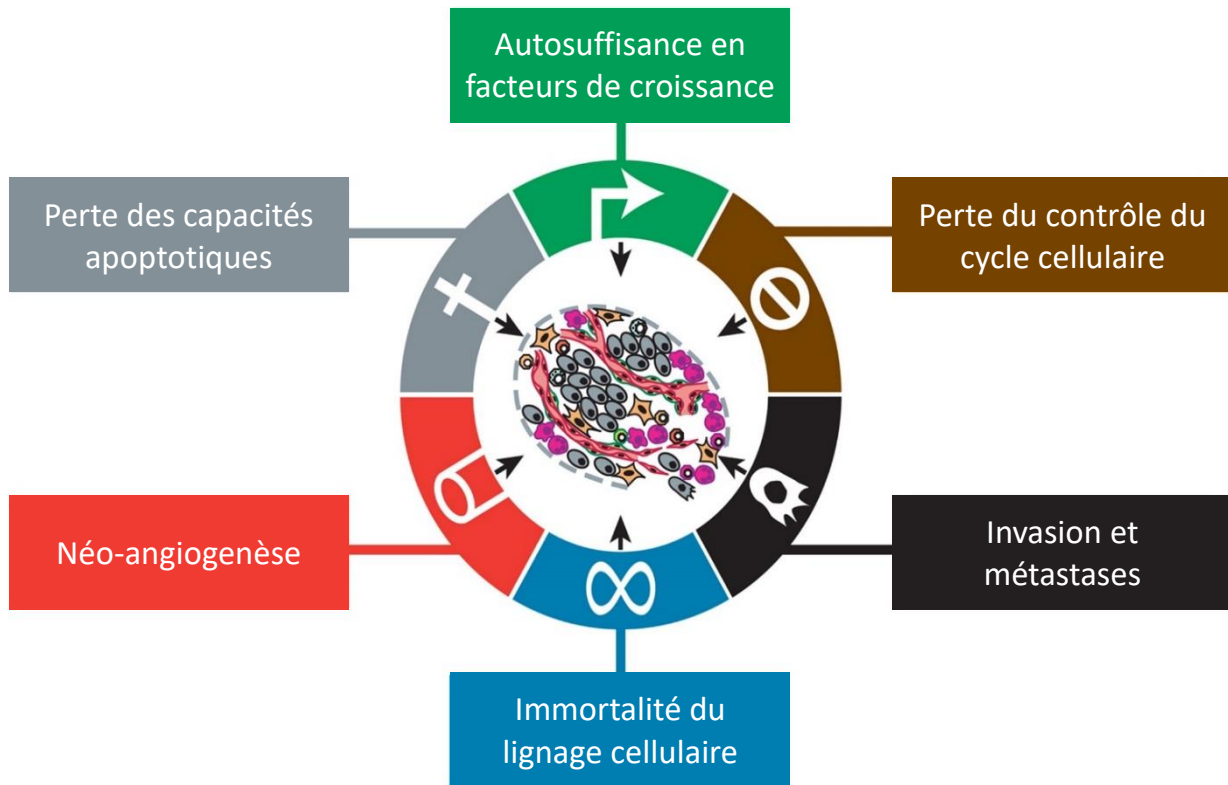 Autosuffisance en
facteurs de croissance
Perte des capacités
apoptotiques
Perte du contrôle du
cycle cellulaire
Néo-angiogenèse
Invasion et
métastases
Immortalité du
lignage cellulaire